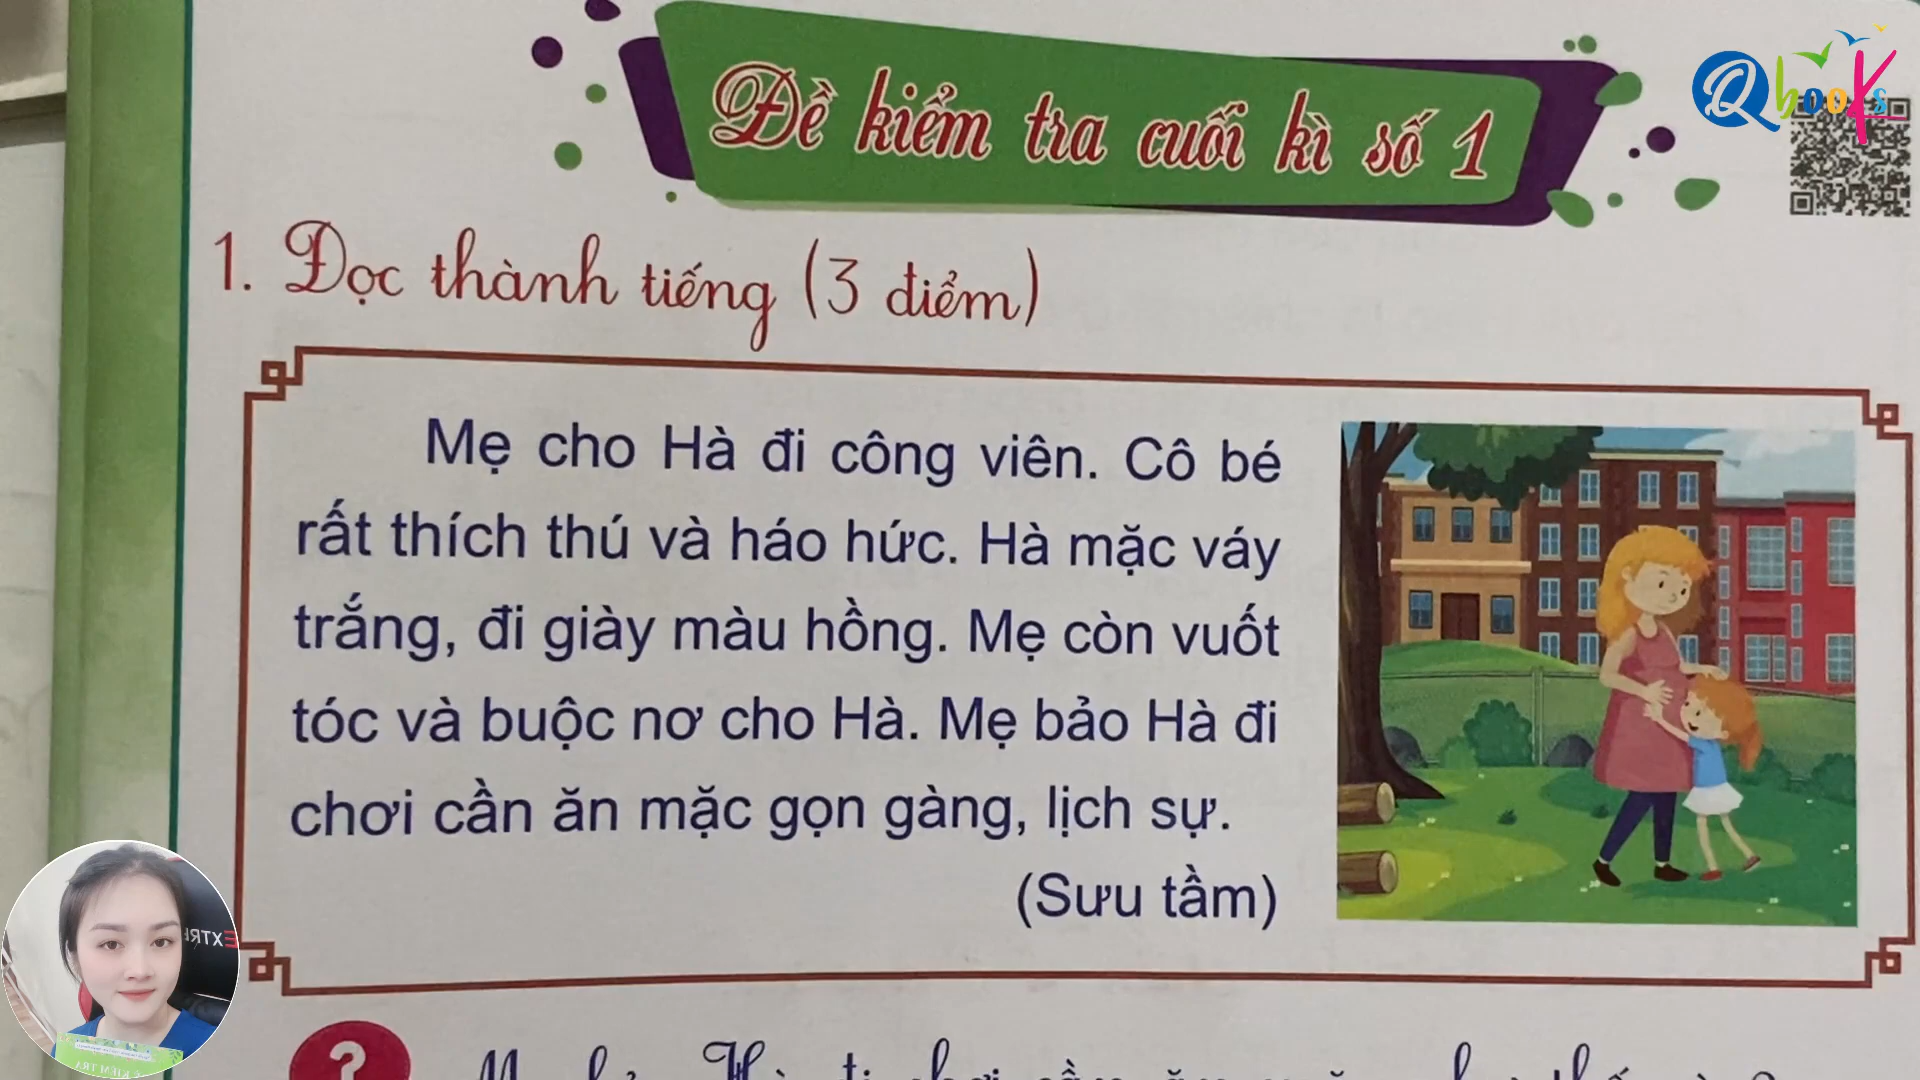 Qbooks
Đề kiểm tra cuối kì số 1
1. Đọc thành tiếng (3 điểm)
Mẹ cho Hà đi công viên. Cô bé
rất thích thú và háo hức. Hà mặc váy
trắng, đi giày màu hồng. Mẹ còn vuốt
tóc và buộc nơ cho Hà. Mẹ bảo Hà đi
chơi cần ăn mặc gọn gàng, lịch sự.
(Sưu tầm)
?